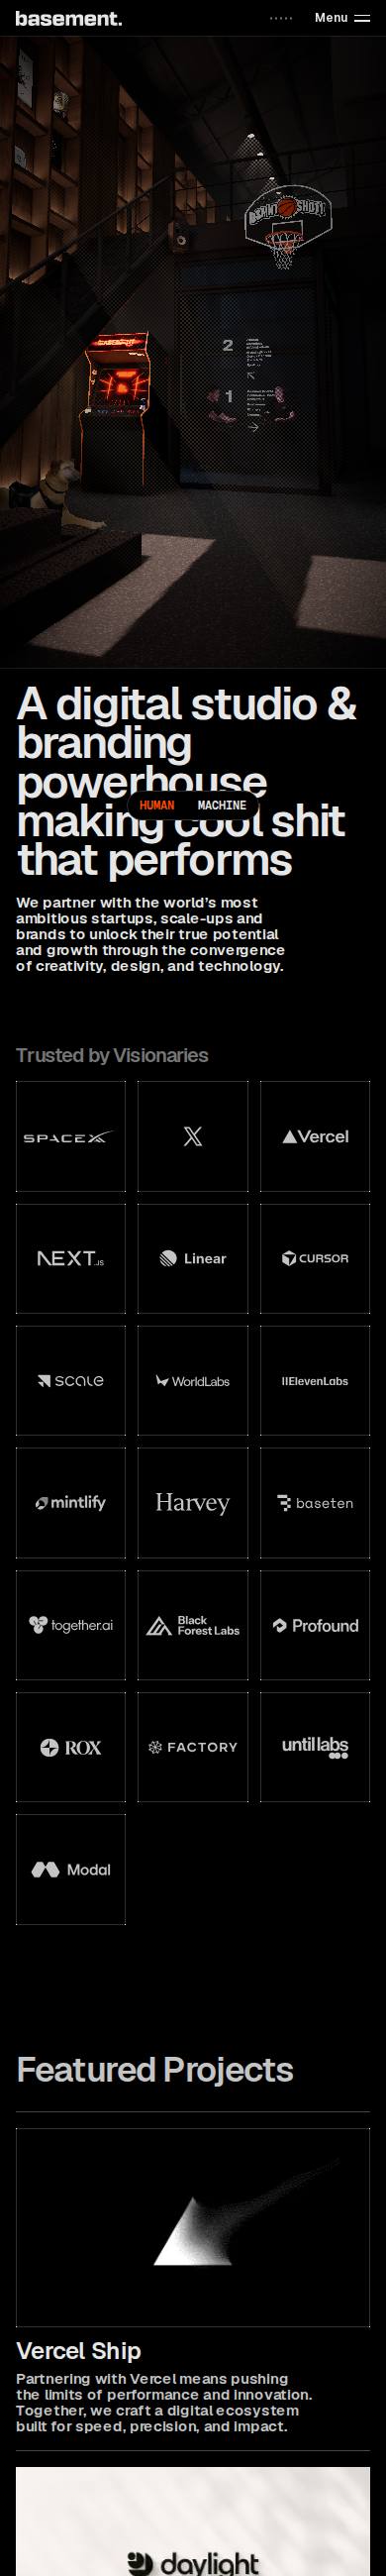 basement.
Menu
BASEMENT
2
1
A digital studio &
branding
powerhouse
making cool shit
that performs
HUMAN MACHINE
We partner with the world's most
ambitious startups, scale-ups and
brands to unlock their true potential
and growth through the convergence
of creativity, design, and technology.
Trusted by Visionaries
SPACEX
X
Vercel
NEXT.JS
Linear
CURSOR
scale
WorldLabs
IIElevenLabs
mintlify
Harvey
baseten
together.ai
Black
Forest Labs
Profound
ROX
FACTORY
until labs
Modal
Featured Projects
Vercel Ship
Partnering with Vercel means pushing
the limits of performance and innovation.
Together, we craft a digital ecosystem
built for speed, precision, and impact.
daylight